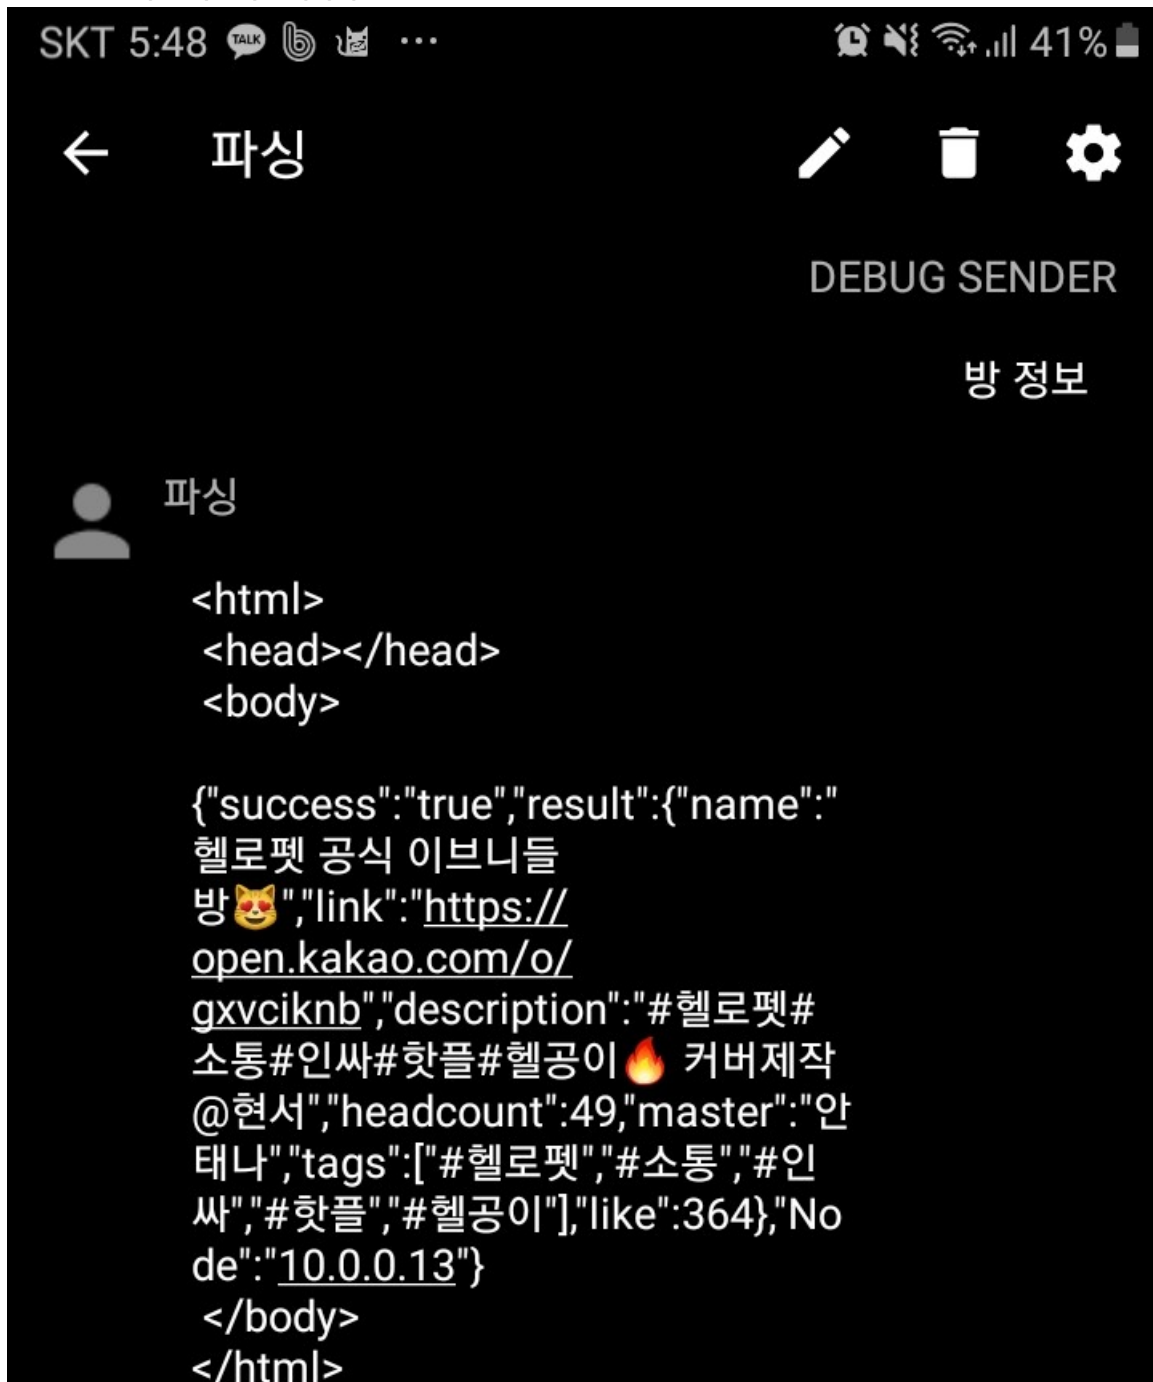 SKT 5:48 TALK ··· 41%
파싱
DEBUG SENDER
방 정보
파싱
<html>
<head></head>
<body>
{"success":"true","result":{"name":"
헬로펫 공식 이브니들
방😻","link":"https://
open.kakao.com/o/
gxvciknb","description":"#헬로펫#
소통#인싸#핫플#헬공이🔥 커버제작
@현서","headcount":49,"master":"안
태나","tags":["#헬로펫","#소통","#인
싸","#핫플","#헬공이"],"like":364},"No
de":"10.0.0.13"}
</body>
</html>